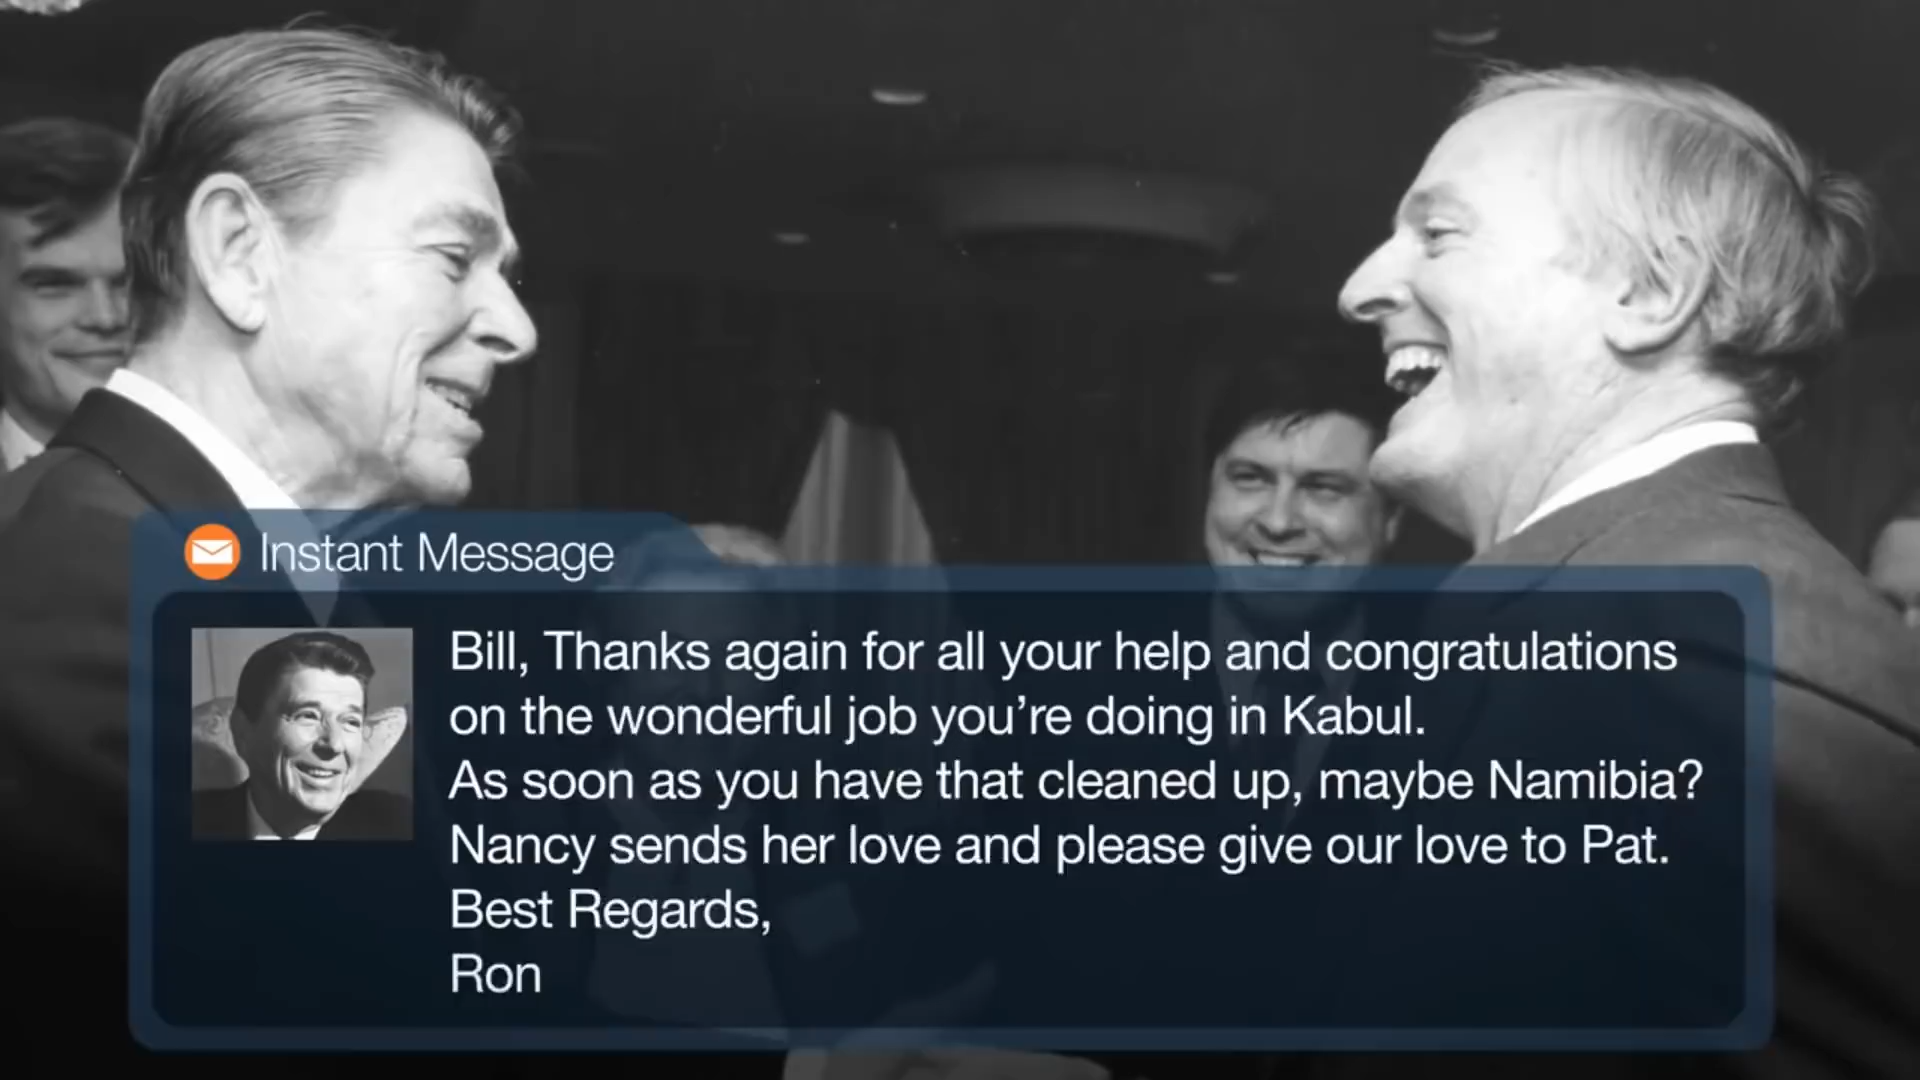 Instant Message
Bill, Thanks again for all your help and congratulations
on the wonderful job you’re doing in Kabul.
As soon as you have that cleaned up, maybe Namibia?
Nancy sends her love and please give our love to Pat.
Best Regards,
Ron